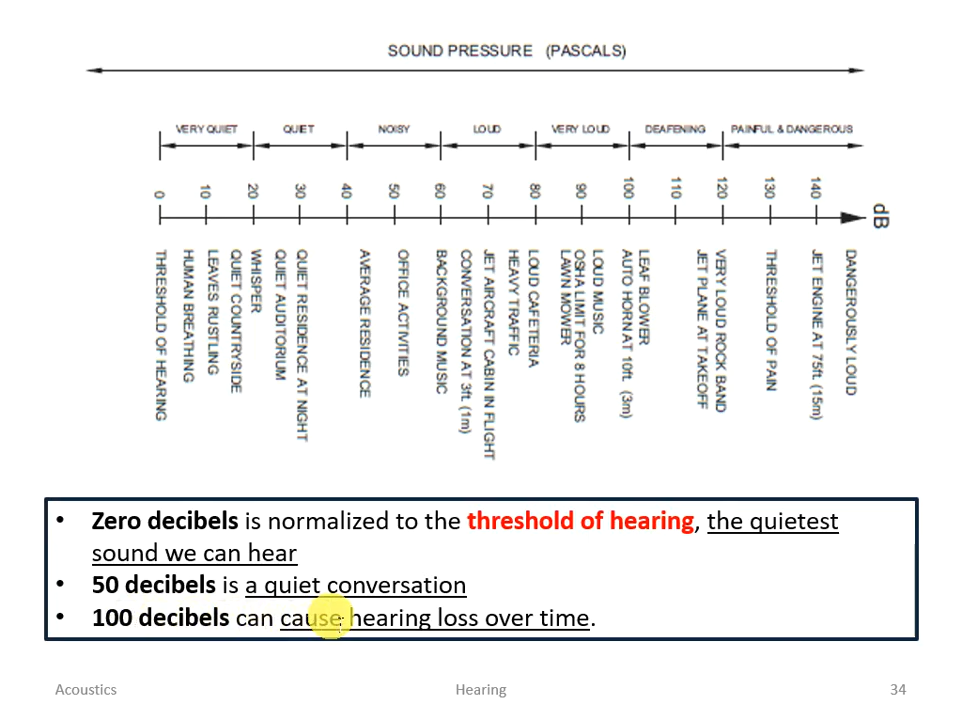 SOUND PRESSURE (PASCALS)
VERY QUIET QUIET NOISY LOUD VERY LOUD DEAFENING PAINFUL & DANGEROUS
0 10 20 30 40 50 60 70 80 90 100 110 120 130 140 dB
THRESHOLD OF HEARING
HUMAN BREATHING
LEAVES RUSTLING
QUIET COUNTRYSIDE
WHISPER
QUIET AUDITORIUM
QUIET RESIDENCE AT NIGHT
AVERAGE RESIDENCE
OFFICE ACTIVITIES
BACKGROUND MUSIC
CONVERSATION AT 3ft. (1m)
JET AIRCRAFT CABIN IN FLIGHT
HEAVY TRAFFIC
LOUD CAFETERIA
LAWN MOWER
OSHA LIMIT FOR 8 HOURS
LOUD MUSIC
AUTO HORN AT 10ft. (3m)
LEAF BLOWER
JET PLANE AT TAKEOFF
VERY LOUD ROCK BAND
THRESHOLD OF PAIN
JET ENGINE AT 75ft. (15m)
DANGEROUSLY LOUD
• Zero decibels is normalized to the threshold of hearing, the quietest
sound we can hear
• 50 decibels is a quiet conversation
• 100 decibels can cause hearing loss over time.
Acoustics Hearing 34